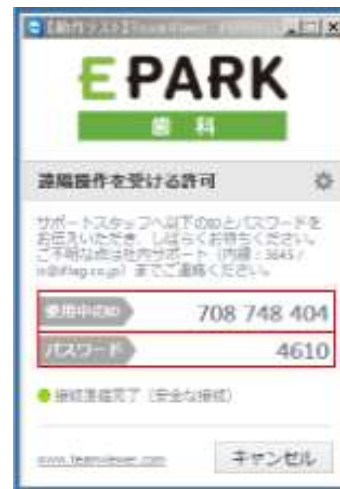 EPARK
歯科
遠隔操作を受ける許可
サポートスタッフへ以下のIDとパスワードを
お伝えいただき、しばらくお待ちください。
ご不明な点は社内サポート（内線：3645 /
までご連絡ください。
使用中のID 708 748 404
パスワード 4610
接続準備完了（安全な接続）
www.teamviewer.com キャンセル